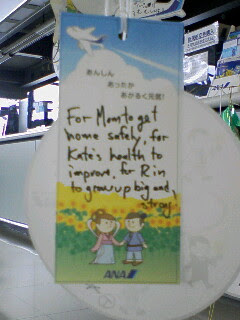 あんしん
あったか
あかるく元気!
For Mom to get
home safely, for
Kate's health to
improve. for Rin
to grow up big and
strong.
ANA